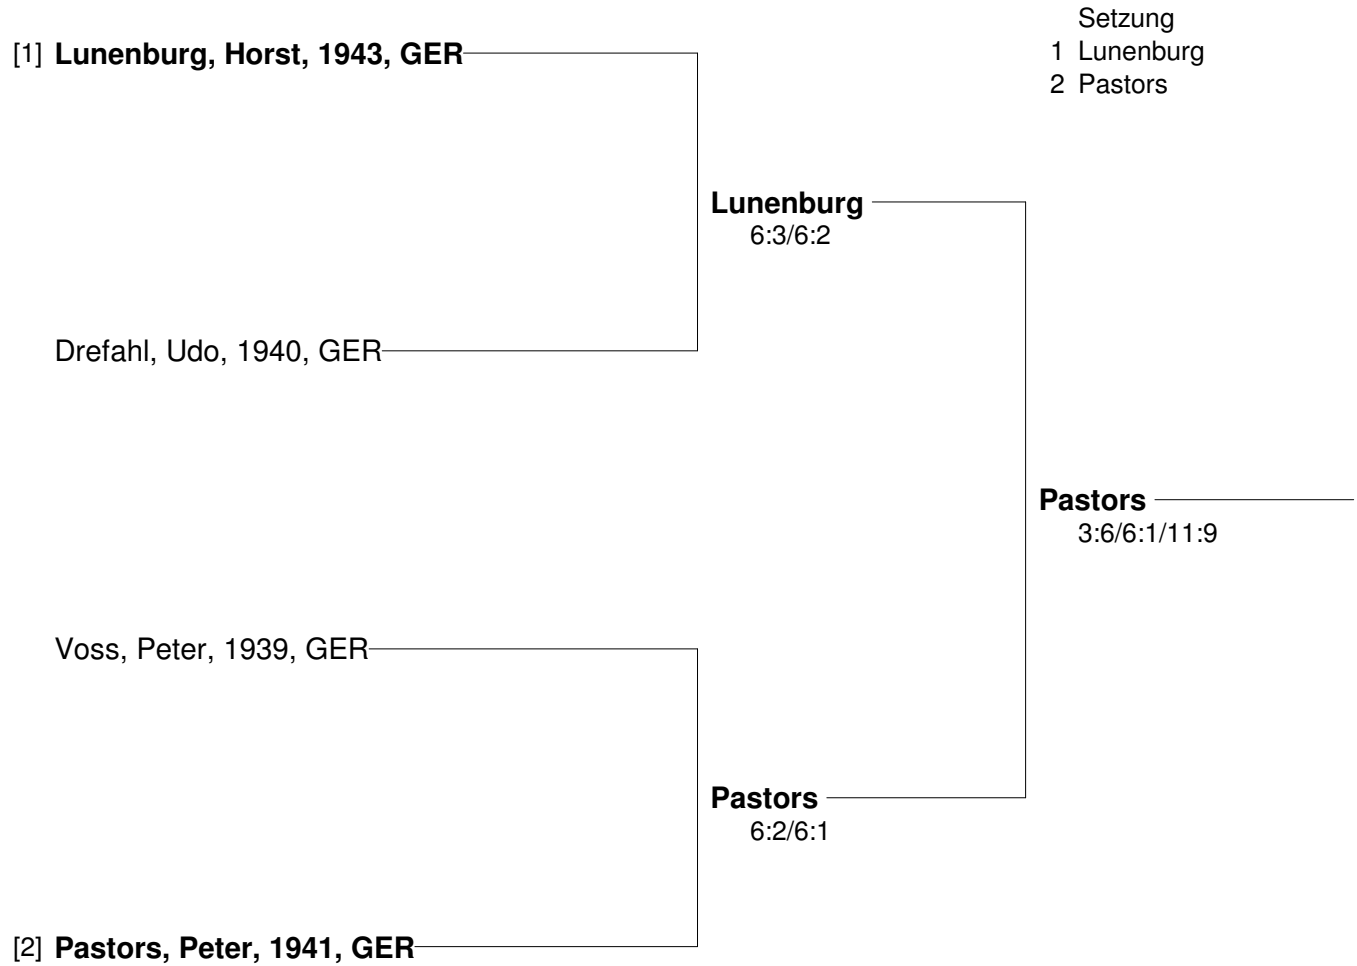 Setzung
1 Lunenburg
2 Pastors
[1] Lunenburg, Horst, 1943, GER
Lunenburg
6:3/6:2
Drefahl, Udo, 1940, GER
Pastors
3:6/6:1/11:9
Voss, Peter, 1939, GER
Pastors
6:2/6:1
[2] Pastors, Peter, 1941, GER